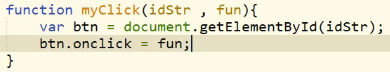 function myClick(idStr , fun){
    var btn = document.getElementById(idStr);
    btn.onclick = fun;
}